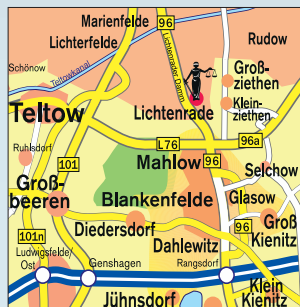 Marienfelde
96
Lichterfelde
Rudow
Schönow
Teltowkanal
Lichtenrader Damm
Groß-
ziethen
Teltow
Lichtenrade
Klein-
ziethen
Ruhlsdorf
L76
96a
101
Mahlow
96
Selchow
Groß-
beeren
Blankenfelde
Glasow
Diedersdorf
96
Groß
Kienitz
101n
Dahlewitz
Ludwigsfelde/
Ost
Genshagen
Rangsdorf
Jühnsdorf
Klein
Kienitz